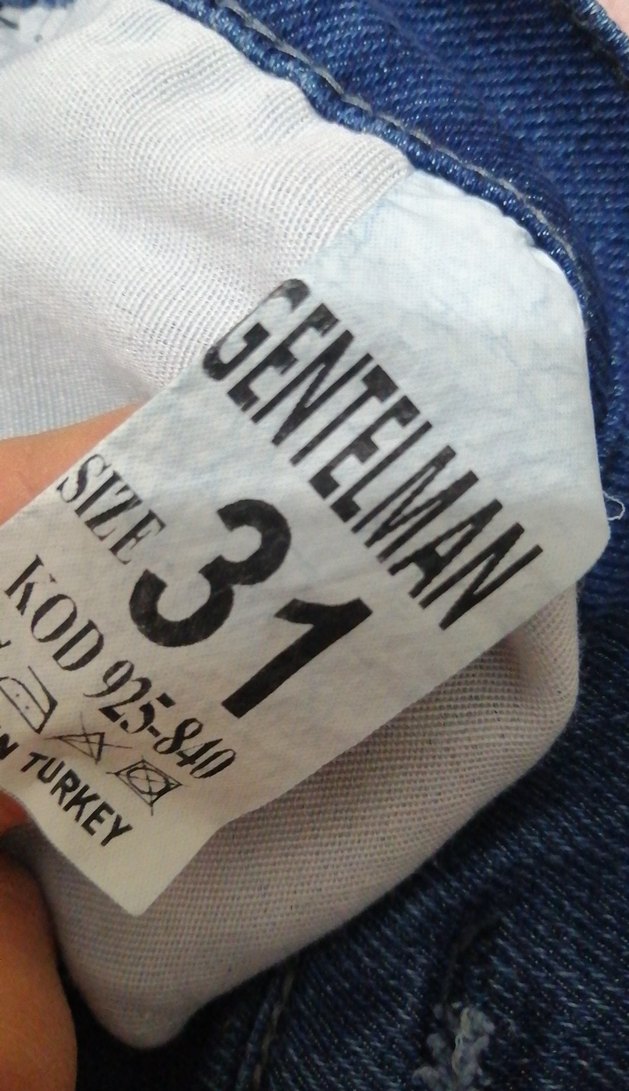 GENTELMAN
SIZE 31
KOD 925-840
TURKEY